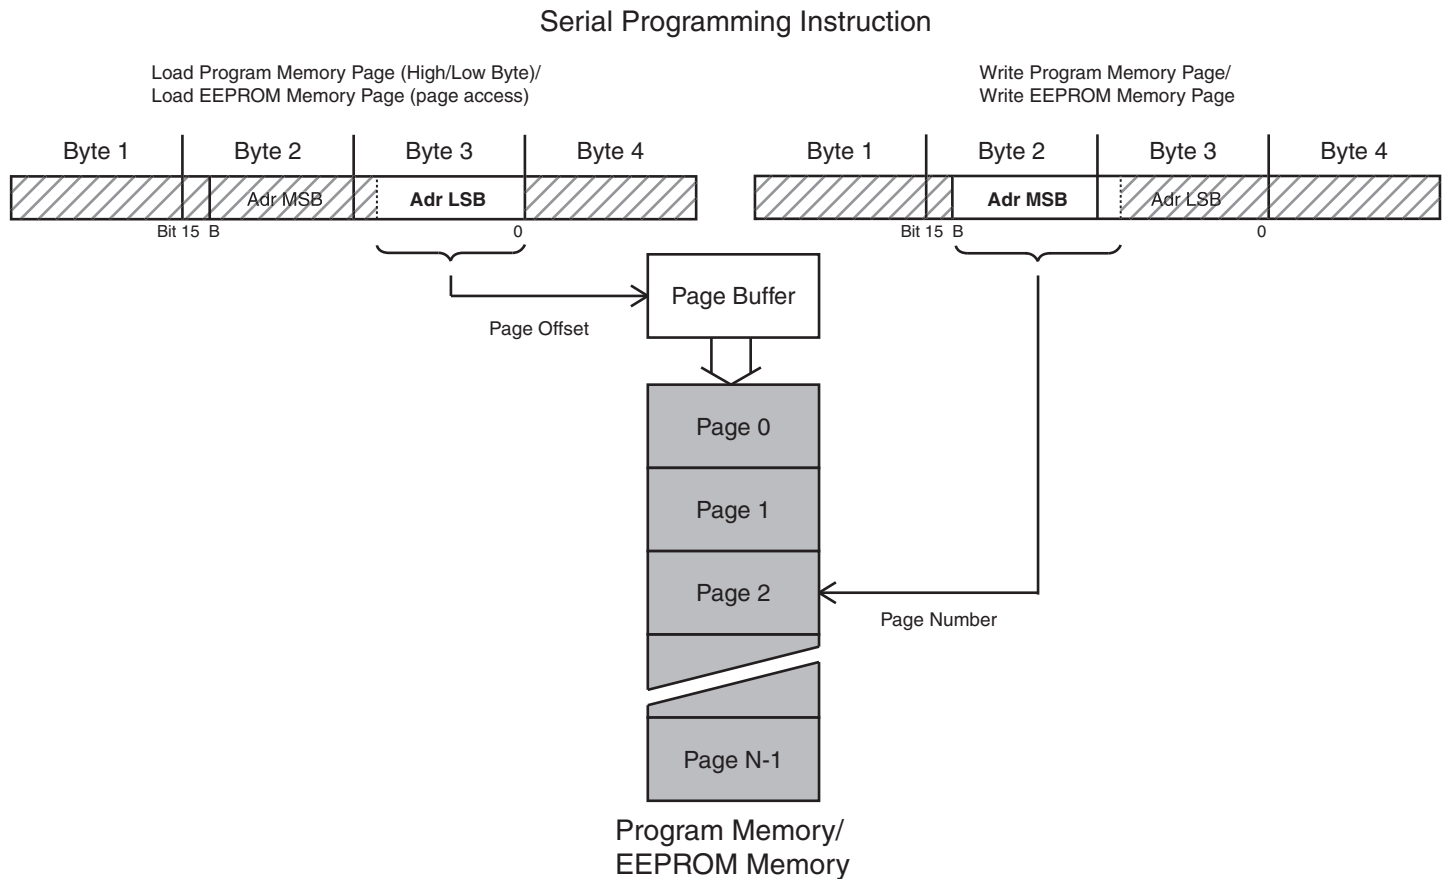 Serial Programming Instruction
Load Program Memory Page (High/Low Byte)/
Load EEPROM Memory Page (page access)
Write Program Memory Page/
Write EEPROM Memory Page
Byte 1 Byte 2 Byte 3 Byte 4
Byte 1 Byte 2 Byte 3 Byte 4
Adr MSB Adr LSB
Adr MSB Adr LSB
Bit 15 B 0
Bit 15 B 0
Page Buffer
Page Offset
Page 0
Page 1
Page 2
Page Number
Page N-1
Program Memory/
EEPROM Memory